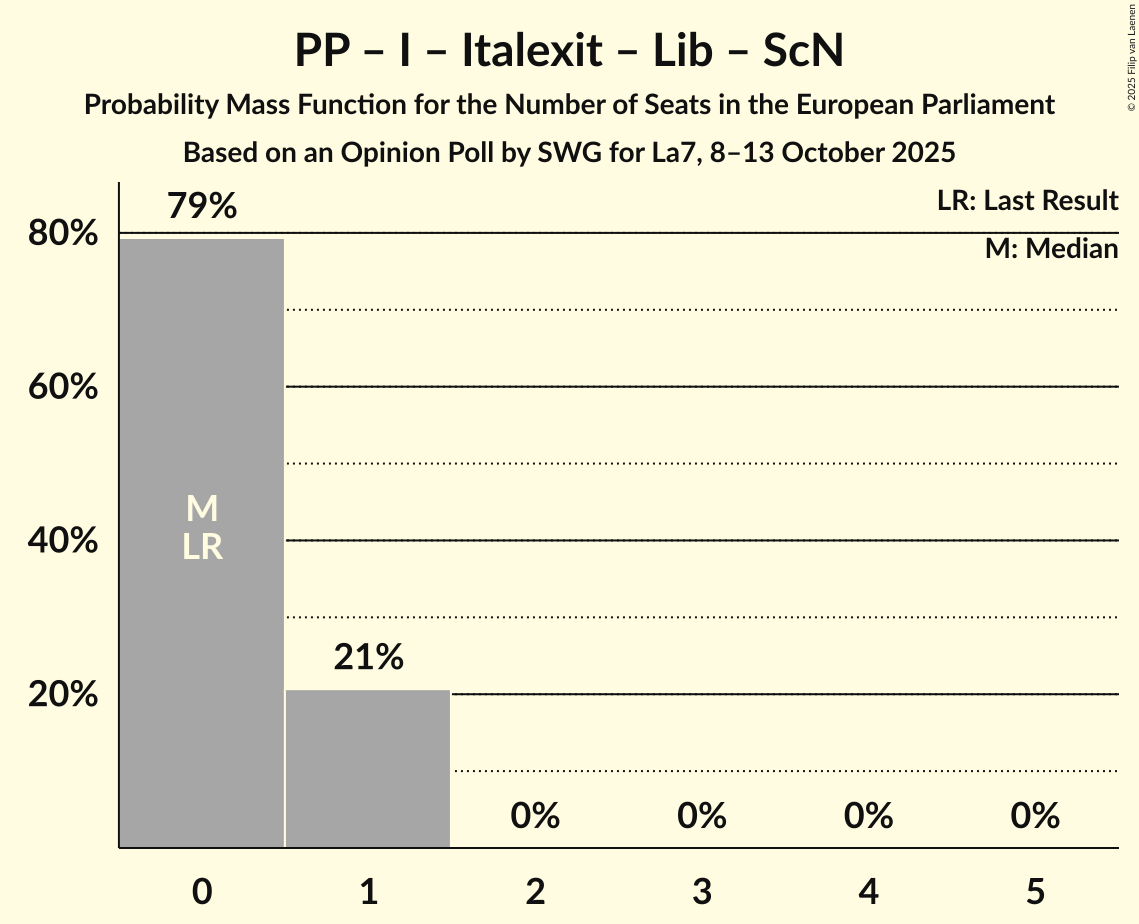 PP – I – Italexit – Lib – ScN
Probability Mass Function for the Number of Seats in the European Parliament
Based on an Opinion Poll by SWG for La7, 8–13 October 2025
© 2025 Filip van Laenen
LR: Last Result
M: Median
79%
80%
60%
M
40%
LR
21%
20%
0% 0% 0% 0%
0 1 2 3 4 5